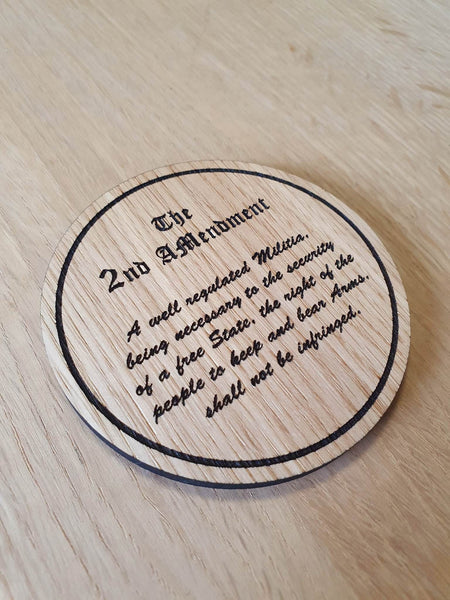 The
2nd AMendment
A well regulated Militia,
being necessary to the security
of a free State, the right of the
people to keep and bear Arms,
shall not be infringed.